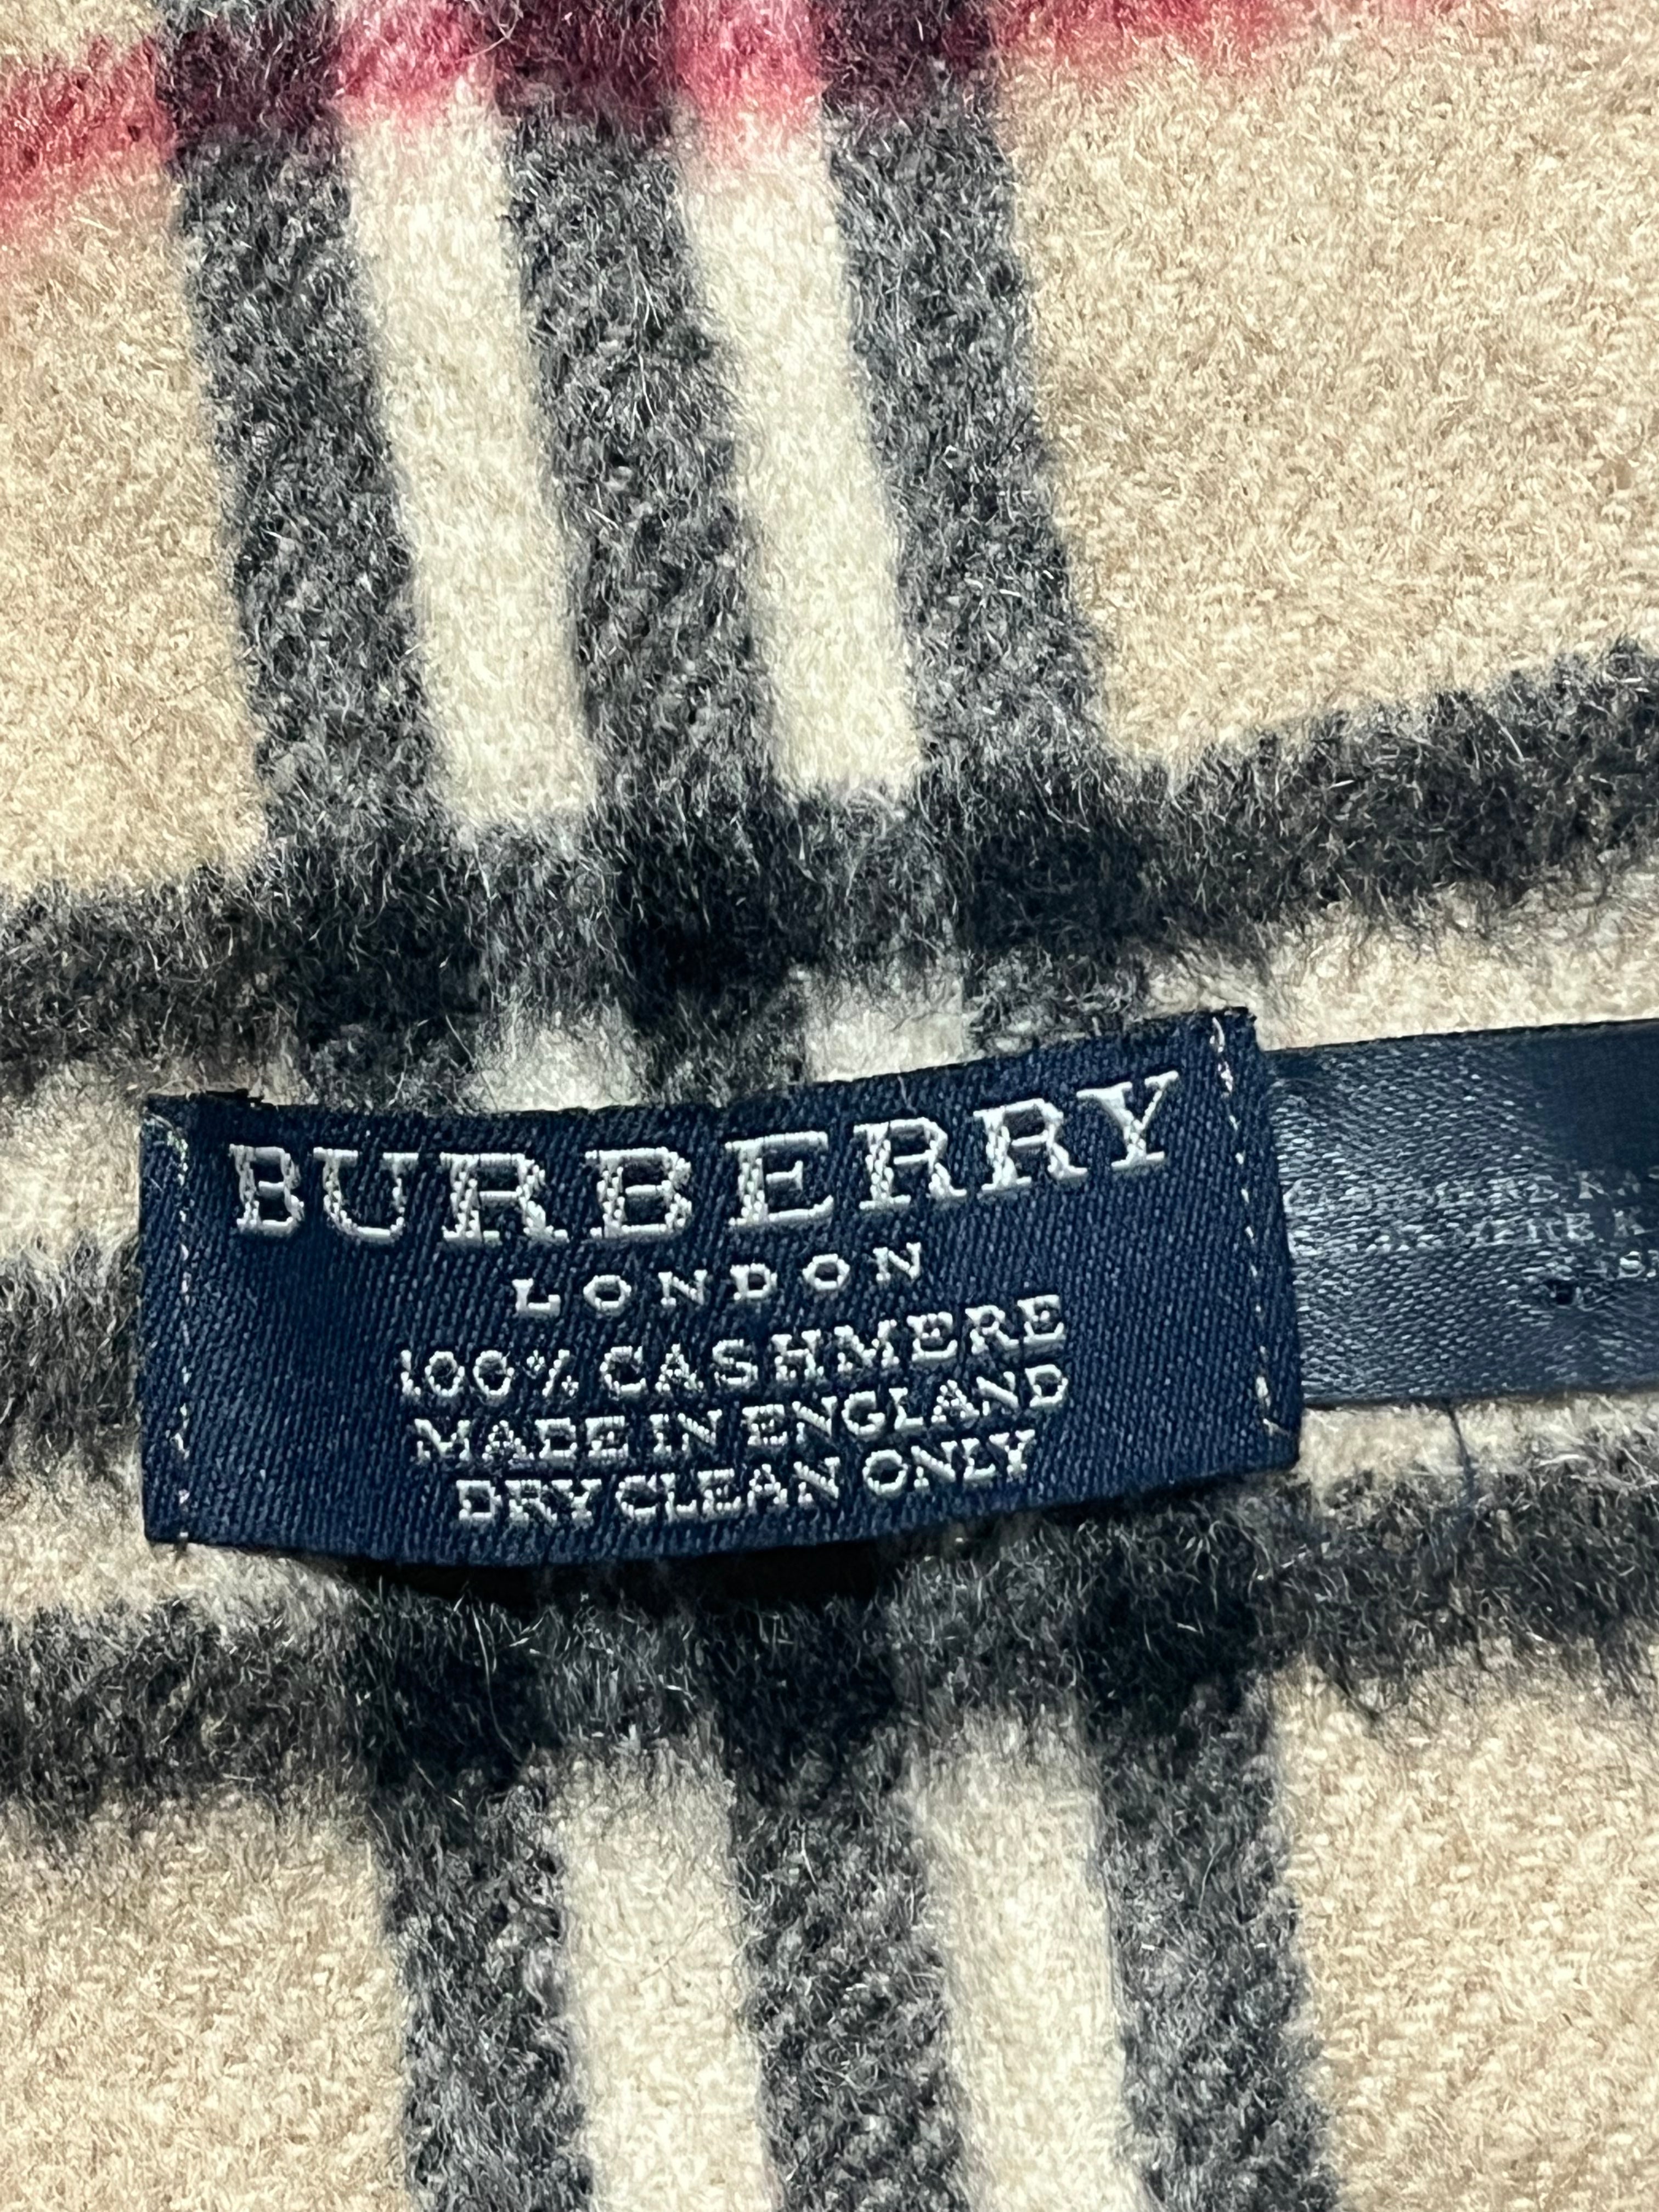 BURBERRY
LONDON
100% CASHMERE
MADE IN ENGLAND
DRY CLEAN ONLY